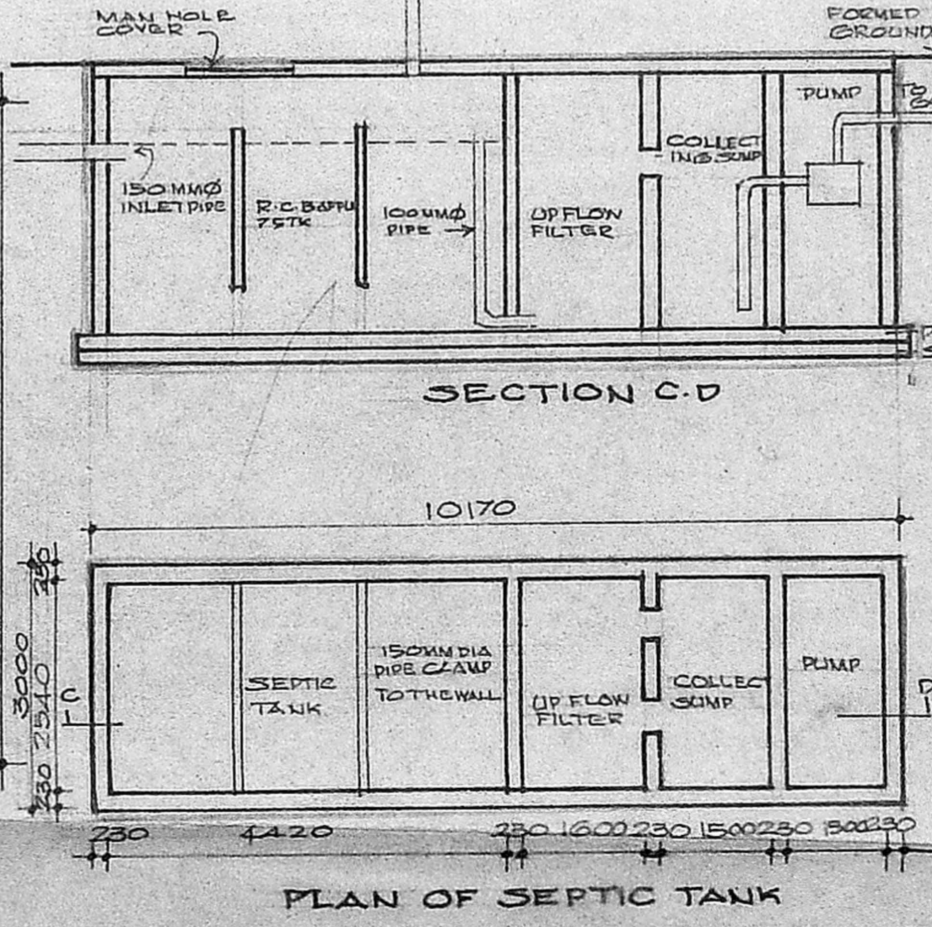 MAN HOLE
COVER
FORMED
GROUND
PUMP
TO
COLLECT
ING SUMP
150 MMØ
INLET PIPE
R.C. BAFFLE
75TK
100MMØ
PIPE
UP FLOW
FILTER
SECTION C·D
10170
230
3000
2540
230
C
SEPTIC
TANK
150MM DIA
PIPE CLAMP
TO THE WALL
UP FLOW
FILTER
COLLECT
SUMP
PUMP
D
230 4420 230 1600 230 1500 230 1500 230
PLAN OF SEPTIC TANK